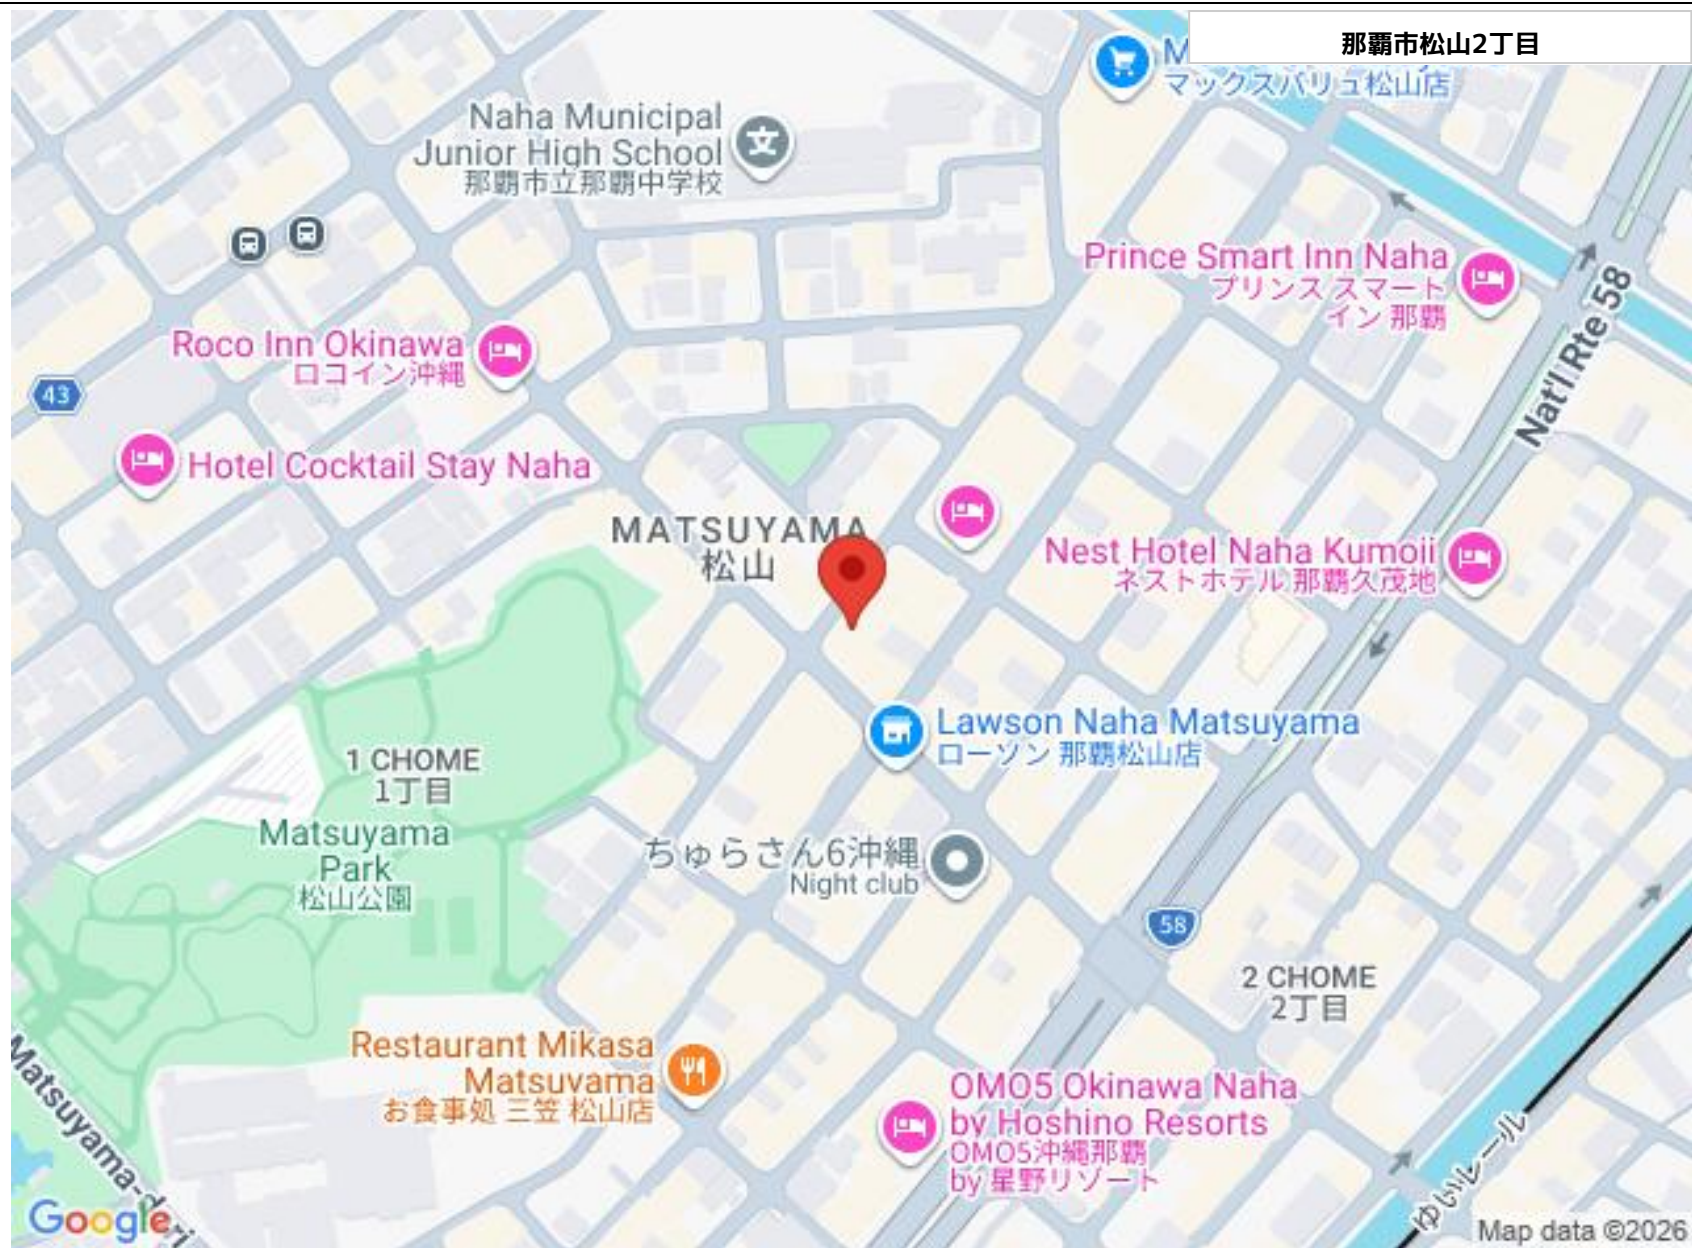 那覇市松山2丁目
マックスバリュ松山店
Naha Municipal
Junior High School
那覇市立那覇中学校
Prince Smart Inn Naha
プリンス スマート
イン 那覇
Nat'l Rte 58
Roco Inn Okinawa
ロコイン沖縄
43
Hotel Cocktail Stay Naha
MATSUYAMA
松山
Nest Hotel Naha Kumoji
ネストホテル 那覇久茂地
Lawson Naha Matsuyama
ローソン 那覇松山店
1 CHOME
1丁目
Matsuyama
Park
松山公園
ちゅらさん6沖縄
Night club
58
2 CHOME
2丁目
Restaurant Mikasa
Matsuyama
お食事処 三笠 松山店
OMO5 Okinawa Naha
by Hoshino Resorts
OMO5沖縄那覇
by 星野リゾート
Matsuyama-dori
ゆいレール
Google
Map data ©2026